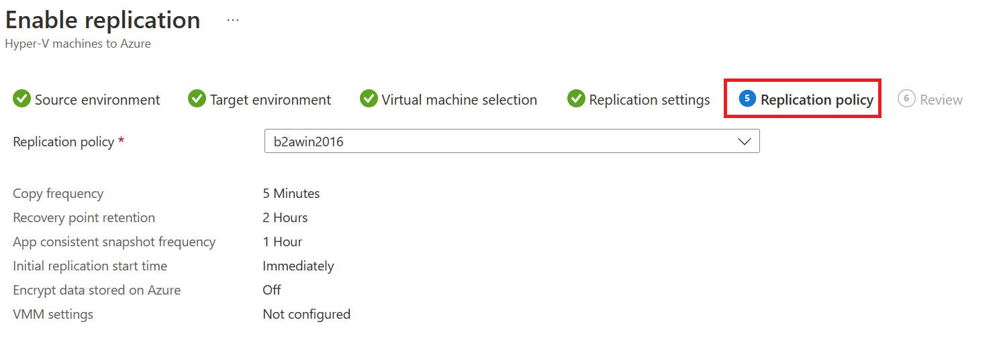 Enable replication ...
Hyper-V machines to Azure
Source environment Target environment Virtual machine selection Replication settings 5 Replication policy 6 Review
Replication policy * b2awin2016
Copy frequency 5 Minutes
Recovery point retention 2 Hours
App consistent snapshot frequency 1 Hour
Initial replication start time Immediately
Encrypt data stored on Azure Off
VMM settings Not configured